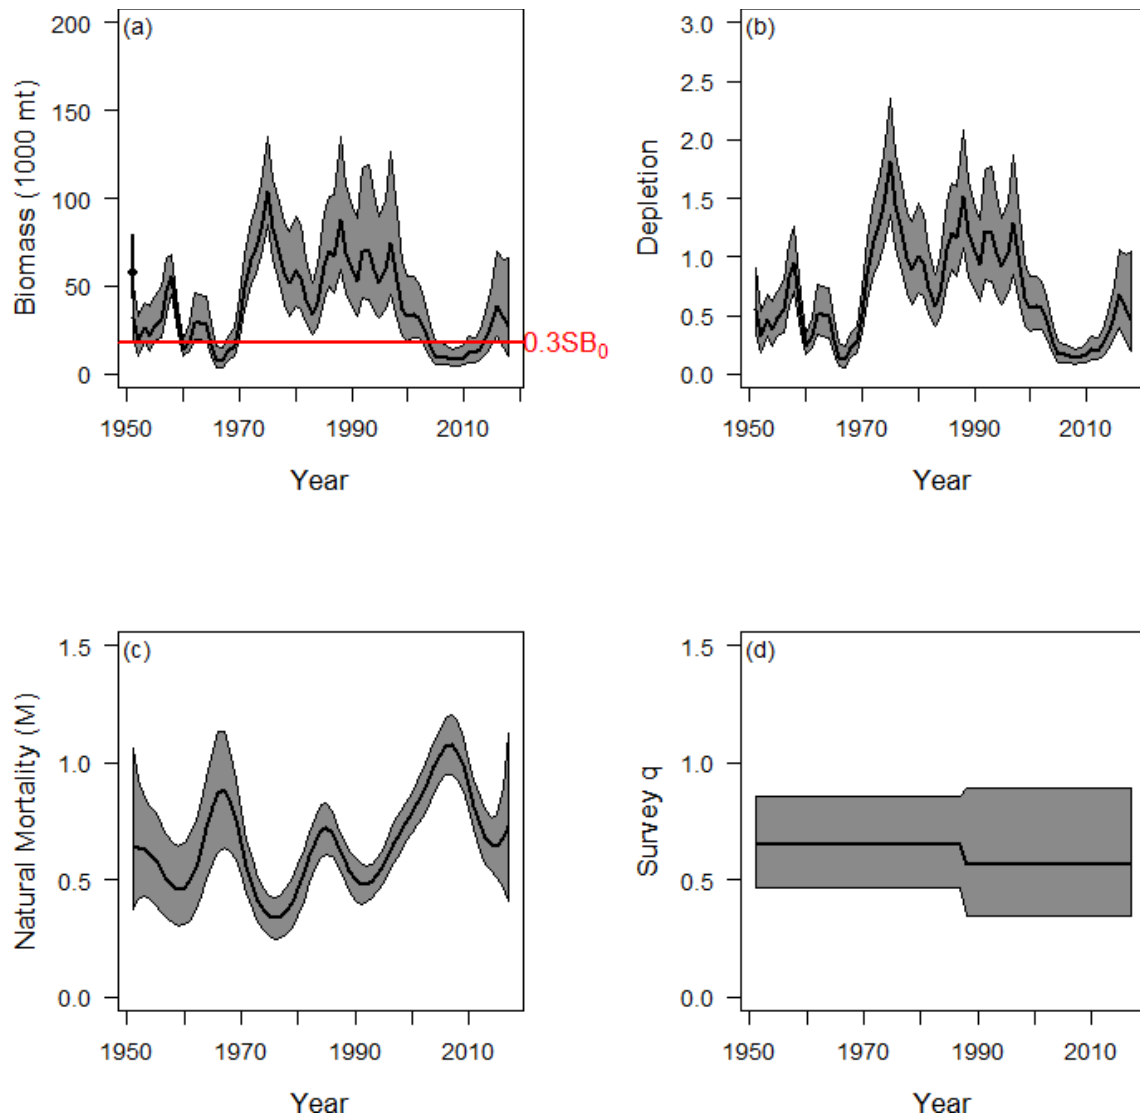 (a)
200
150
100
50
0
Biomass (1000 mt)
0.3SB₀
1950 1970 1990 2010
Year
(b)
3.0
2.5
2.0
1.5
1.0
0.5
0.0
Depletion
1950 1970 1990 2010
Year
(c)
1.5
1.0
0.5
0.0
Natural Mortality (M)
1950 1970 1990 2010
Year
(d)
1.5
1.0
0.5
0.0
Survey q
1950 1970 1990 2010
Year